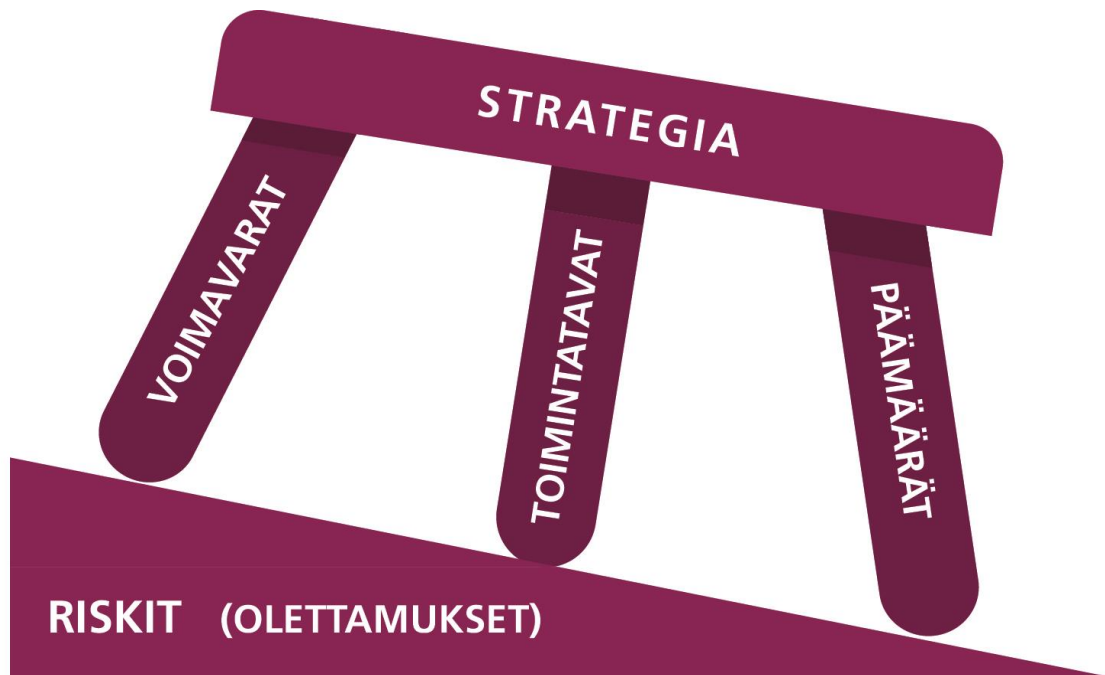 STRATEGIA
VOIMAVARAT
TOIMINTATAVAT
PÄÄMÄÄRÄT
RISKIT (OLETTAMUKSET)